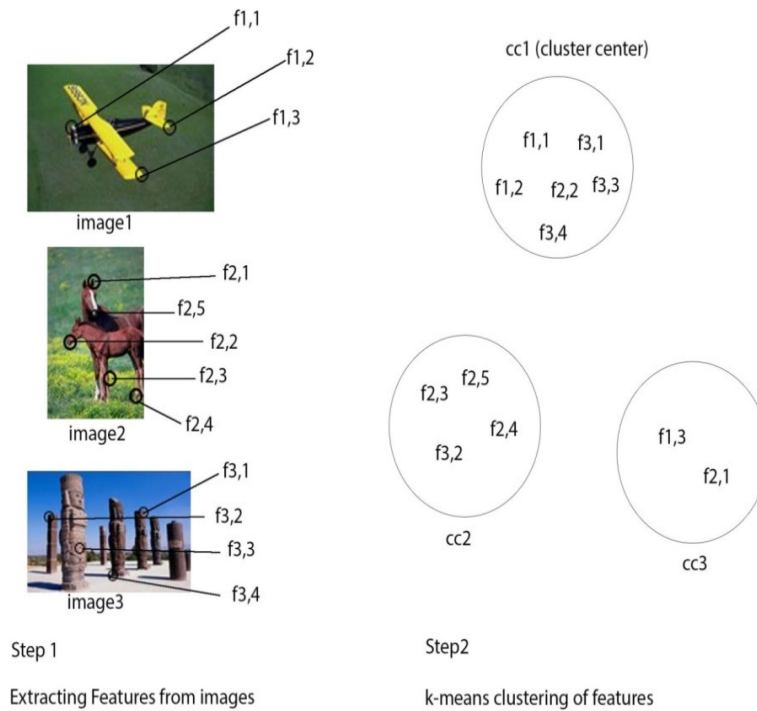 f1,1
f1,2
f1,3
image1
f2,1
f2,5
f2,2
f2,3
f2,4
image2
f3,1
f3,2
f3,3
f3,4
image3
Step 1
Extracting Features from images
cc1 (cluster center)
f1,1 f3,1
f1,2 f2,2 f3,3
f3,4
f2,3 f2,5
f2,4
f3,2
cc2
f1,3
f2,1
cc3
Step2
k-means clustering of features